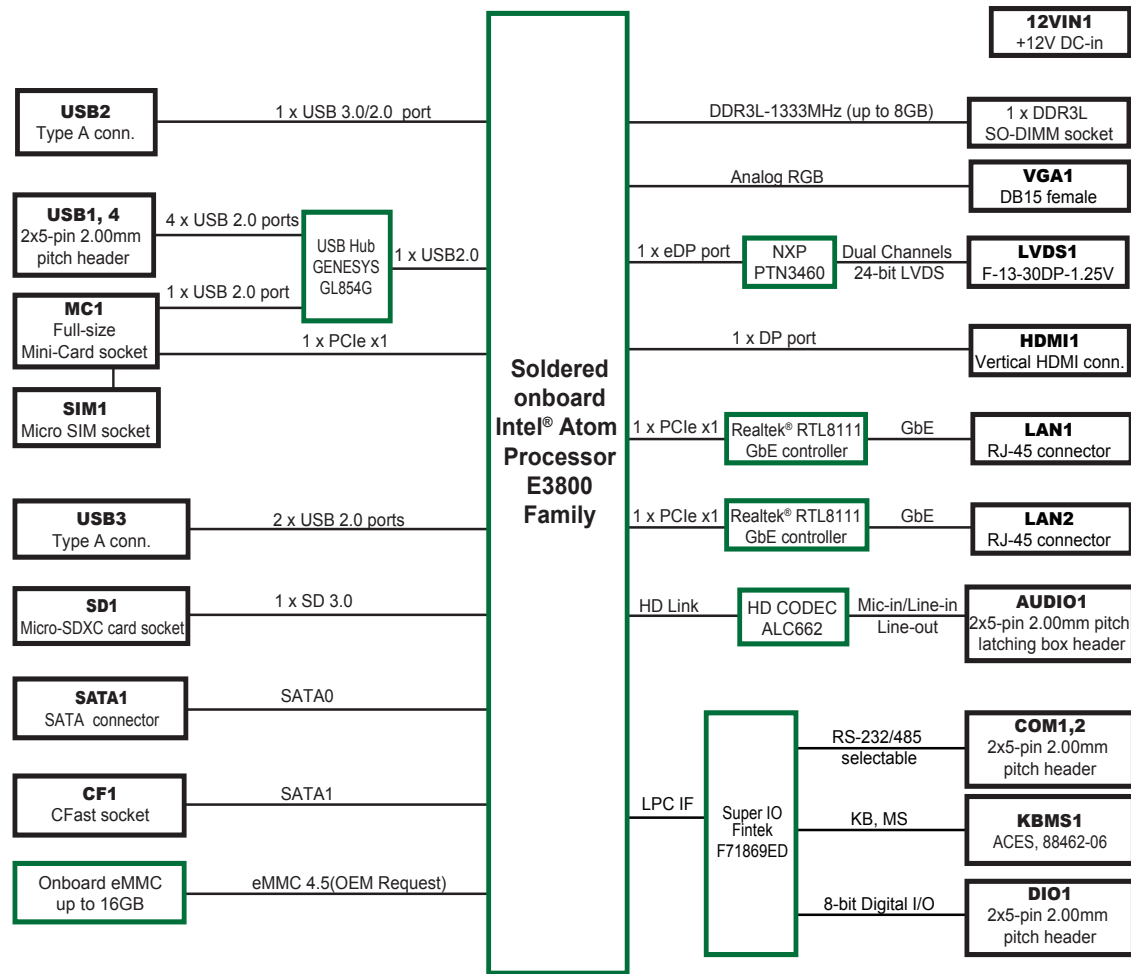 12VIN1
+12V DC-in
USB2
Type A conn.
1 x USB 3.0/2.0 port
USB1, 4
2x5-pin 2.00mm
pitch header
4 x USB 2.0 ports
USB Hub
GENESYS
GL854G
1 x USB2.0
1 x USB 2.0 port
MC1
Full-size
Mini-Card socket
1 x PCIe x1
SIM1
Micro SIM socket
USB3
Type A conn.
2 x USB 2.0 ports
SD1
Micro-SDXC card socket
1 x SD 3.0
SATA1
SATA connector
SATA0
CF1
CFast socket
SATA1
Onboard eMMC
up to 16GB
eMMC 4.5(OEM Request)
Soldered
onboard
Intel® Atom
Processor
E3800
Family
DDR3L-1333MHz (up to 8GB)
1 x DDR3L
SO-DIMM socket
Analog RGB
VGA1
DB15 female
1 x eDP port
NXP
PTN3460
Dual Channels
24-bit LVDS
LVDS1
F-13-30DP-1.25V
1 x DP port
HDMI1
Vertical HDMI conn.
1 x PCIe x1
Realtek® RTL8111
GbE controller
GbE
LAN1
RJ-45 connector
1 x PCIe x1
Realtek® RTL8111
GbE controller
GbE
LAN2
RJ-45 connector
HD Link
HD CODEC
ALC662
Mic-in/Line-in
Line-out
AUDIO1
2x5-pin 2.00mm pitch
latching box header
LPC IF
Super IO
Fintek
F71869ED
RS-232/485
selectable
COM1,2
2x5-pin 2.00mm
pitch header
KB, MS
KBMS1
ACES, 88462-06
8-bit Digital I/O
DIO1
2x5-pin 2.00mm
pitch header